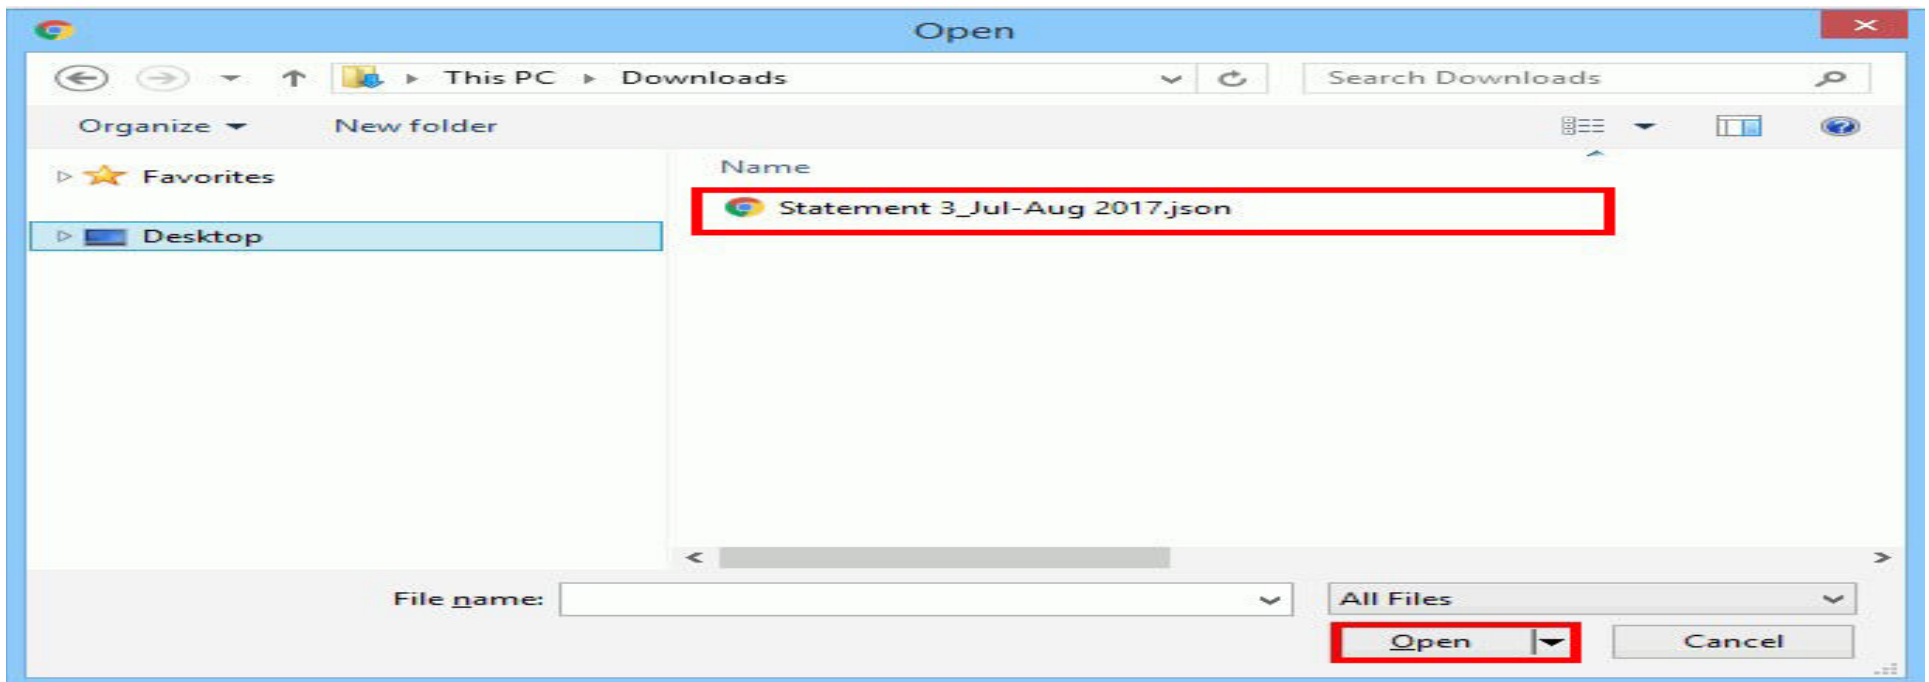 Open
This PC Downloads Search Downloads
Organize New folder
Name
Favorites
Statement 3_Jul-Aug 2017.json
Desktop
File name: All Files
Open Cancel